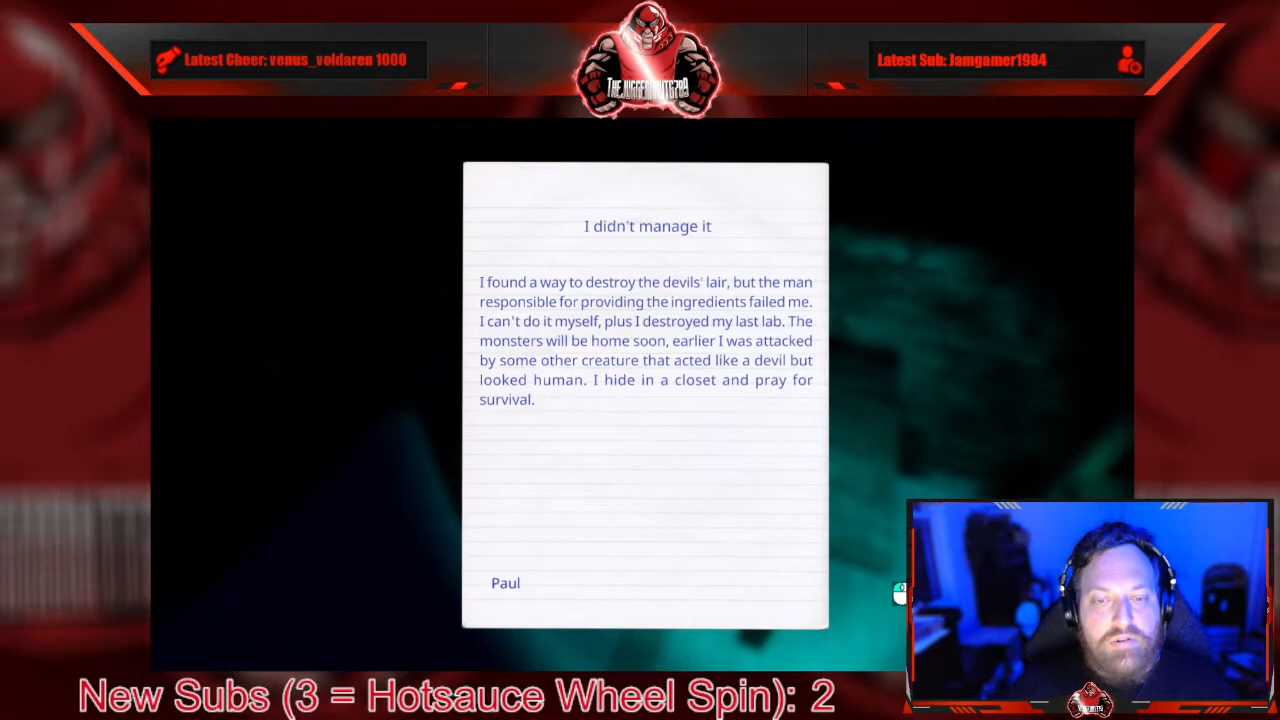 Latest Cheer: venus_voldaren 1000
Latest Sub: Jamgamer1984
I didn't manage it
I found a way to destroy the devils' lair, but the man
responsible for providing the ingredients failed me.
I can't do it myself, plus I destroyed my last lab. The
monsters will be home soon, earlier I was attacked
by some other creature that acted like a devil but
looked human. I hide in a closet and pray for
survival.
Paul
New Subs (3 = Hotsauce Wheel Spin): 2